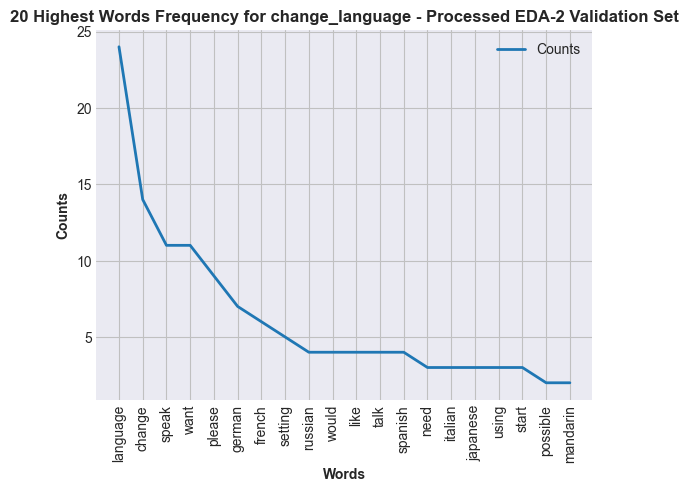 20 Highest Words Frequency for change_language - Processed EDA-2 Validation Set
25
20
15
10
5
Counts
Counts
language
change
speak
want
please
german
french
setting
russian
would
like
talk
spanish
need
italian
japanese
using
start
possible
mandarin
Words